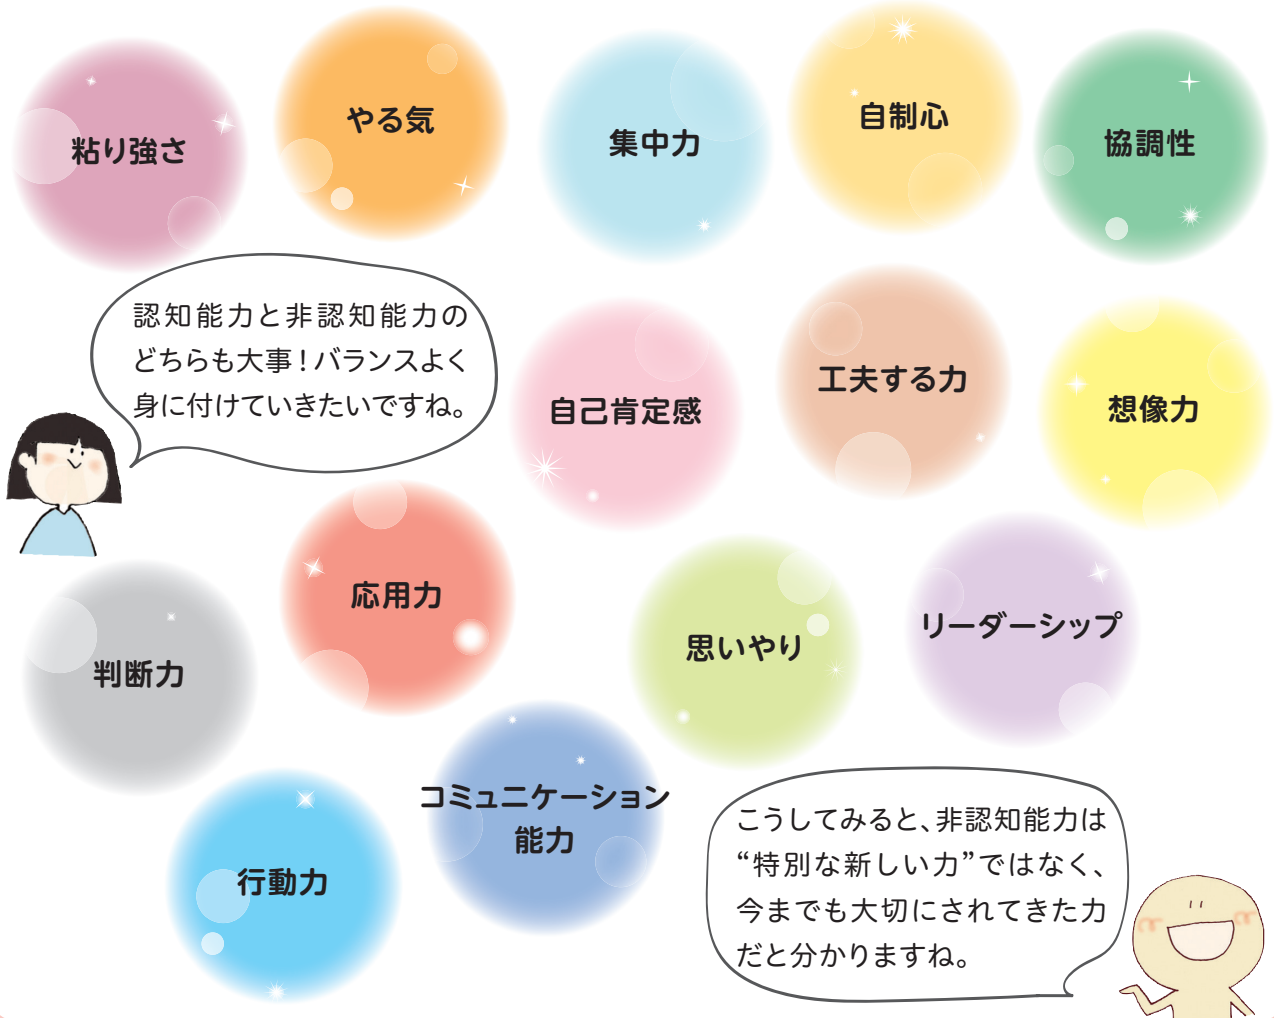 粘り強さ
やる気
集中力
自制心
協調性
認知能力と非認知能力の
どちらも大事！バランスよく
身に付けていきたいですね。
自己肯定感
工夫する力
想像力
応用力
判断力
思いやり
リーダーシップ
コミュニケーション
能力
行動力
こうしてみると、非認知能力は
“特別な新しい力”ではなく、
今までも大切にされてきた力
だと分かりますね。